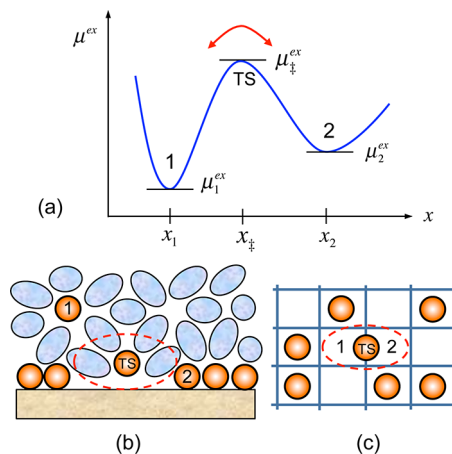 μ^ex
μ‡^ex
TS
1
2
μ1^ex
μ2^ex
(a)
x1
x‡
x2
x
1
TS
2
1
TS
2
(b)
(c)